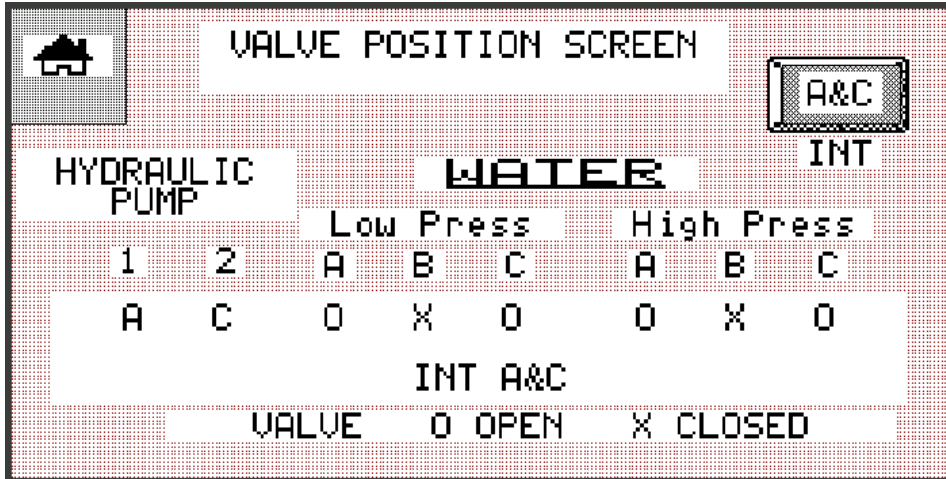 VALVE POSITION SCREEN
A&C
INT
HYDRAULIC
PUMP
WATER
Low Press High Press
1 2 A B C A B C
A C O X O O X O
INT A&C
VALVE O OPEN X CLOSED